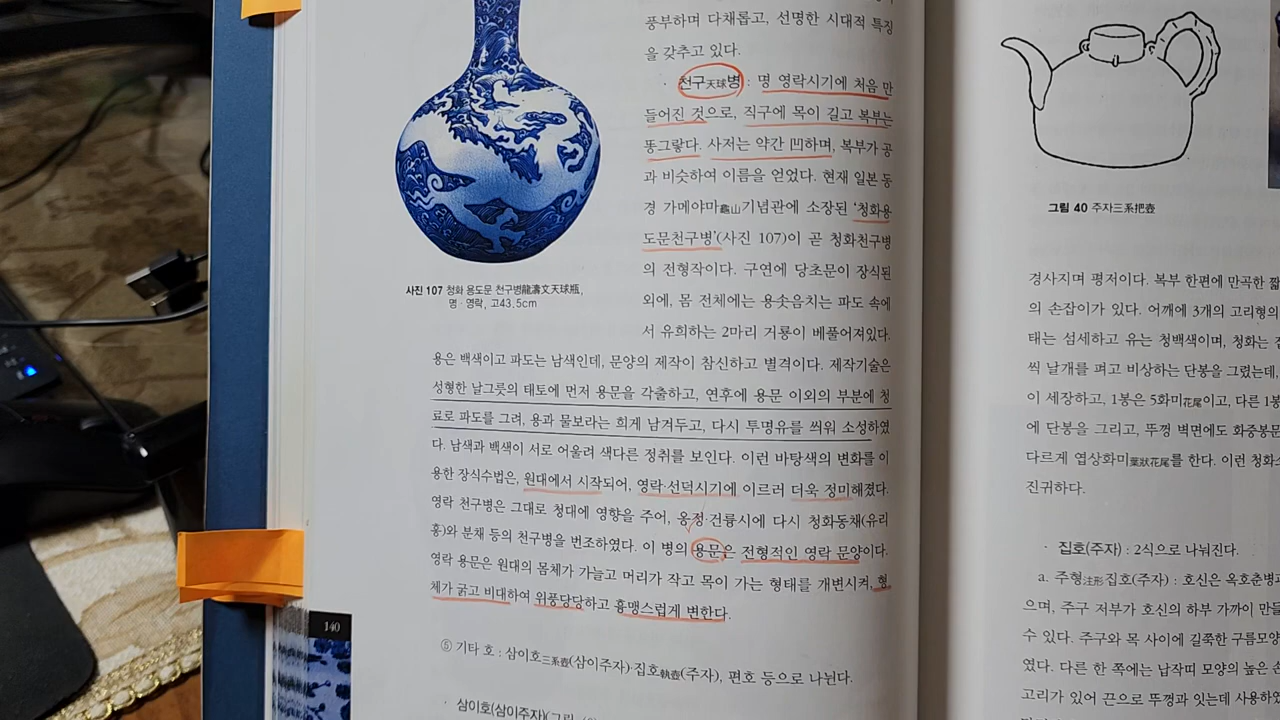 풍부하며 다채롭고, 선명한 시대적 특징
을 갖추고 있다.
· 천구天球병 : 명 영락시기에 처음 만
들어진 것으로, 직구에 목이 길고 복부는
둥그렇다. 사저는 약간 凹하며, 복부가 공
과 비슷하여 이름을 얻었다. 현재 일본 동
경 가메야마龜山기념관에 소장된 '청화용
도문천구병'(사진 107)이 곧 청화천구병
의 전형작이다. 구연에 당초문이 장식된
외에, 몸 전체에는 용솟음치는 파도 속에
서 유희하는 2마리 거룡이 베풀어져있다.
사진 107 청화 용도문 천구병龍濤文天球甁,
명 · 영락, 고43.5cm
용은 백색이고 파도는 남색인데, 문양의 제작이 참신하고 별격이다. 제작기술은
성형한 날그릇의 태토에 먼저 용문을 각출하고, 연후에 용문 이외의 부분에 청
료로 파도를 그려, 용과 물보라는 희게 남겨두고, 다시 투명유를 씌워 소성하였
다. 남색과 백색이 서로 어울려 색다른 정취를 보인다. 이런 바탕색의 변화를 이
용한 장식수법은, 원대에서 시작되어, 영락·선덕시기에 이르러 더욱 정미해졌다.
영락 천구병은 그대로 청대에 영향을 주어, 옹정·건륭시에 다시 청화동채(유리
홍)와 분채 등의 천구병을 번조하였다. 이 병의 용문은 전형적인 영락 문양이다.
영락 용문은 원대의 몸체가 가늘고 머리가 작고 목이 가는 형태를 개변시켜, 형
체가 굵고 비대하여 위풍당당하고 흉맹스럽게 변한다.
⑤ 기타 호 : 삼이호三系壺(삼이주자) 집호執壺(주자), 편호 등으로 나뉜다.
· 삼이호(삼이주자)(그림
140
그림 40 주자三系把壺
경사지며 평저이다. 복부 한편에 만곡한 짧
의 손잡이가 있다. 어깨에 3개의 고리형의
태는 섬세하고 유는 청백색이며, 청화는
씩 날개를 펴고 비상하는 단봉을 그렸는데,
이 세장하고, 1봉은 5화미花尾이고, 다른 1봉
에 단봉을 그리고, 뚜껑 벽면에도 화중봉문
다르게 엽상화미葉狀花尾를 한다. 이런 청화
진귀하다.
· 집호(주자) : 2식으로 나눠진다.
a. 주형注形집호(주자) : 호신은 옥호춘병
으며, 주구 저부가 호신의 하부 가까이 만들
수 있다. 주구와 목 사이에 길쭉한 구름모양
였다. 다른 한 쪽에는 납작띠 모양의 높은 손
고리가 있어 끈으로 뚜껑과 잇는데 사용하였